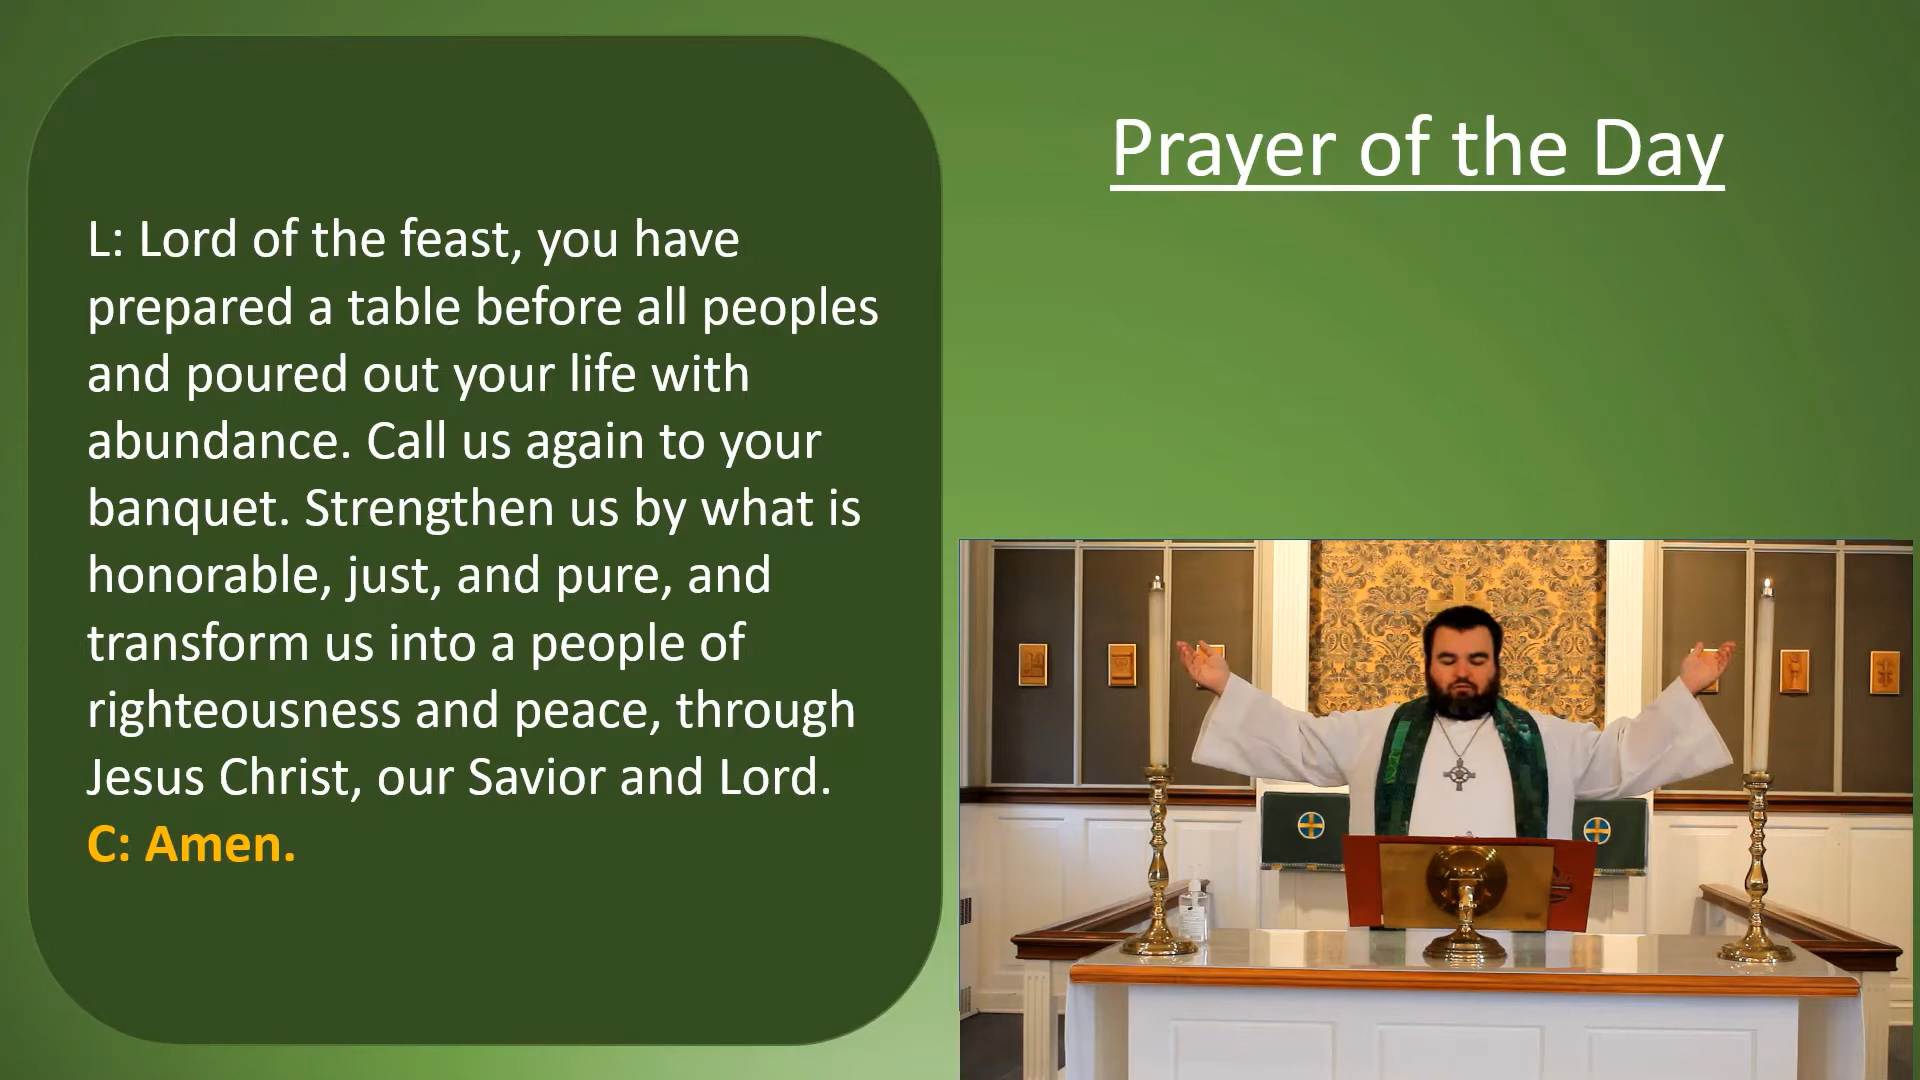 Prayer of the Day
L: Lord of the feast, you have
prepared a table before all peoples
and poured out your life with
abundance. Call us again to your
banquet. Strengthen us by what is
honorable, just, and pure, and
transform us into a people of
righteousness and peace, through
Jesus Christ, our Savior and Lord.
C: Amen.